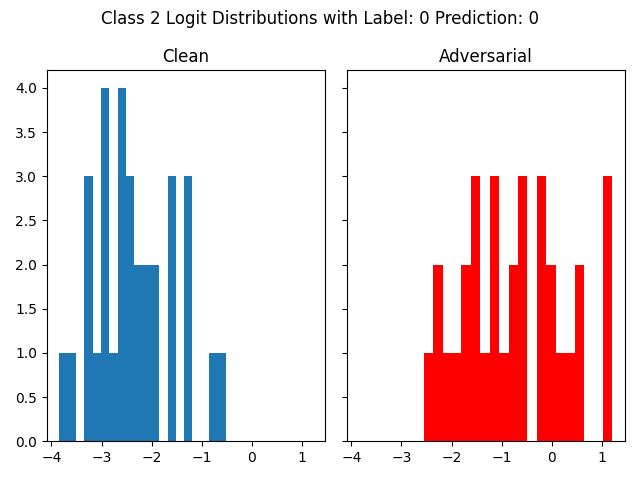 Class 2 Logit Distributions with Label: 0 Prediction: 0
Clean
Adversarial
4.0
3.5
3.0
2.5
2.0
1.5
1.0
0.5
0.0
−4 −3 −2 −1 0 1
−4 −3 −2 −1 0 1